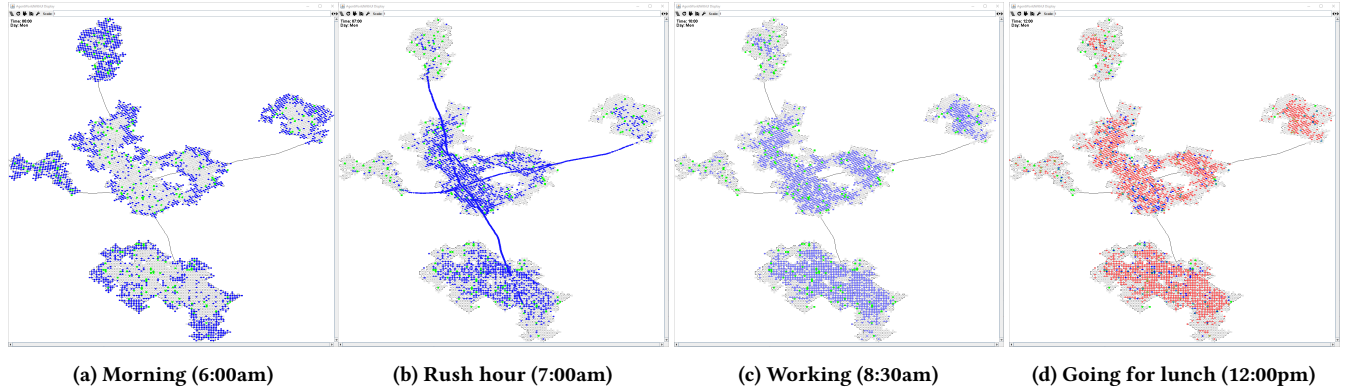 Time: 06:00
Day: Mon
Time: 07:00
Day: Mon
Time: 10:00
Day: Mon
Time: 12:00
Day: Mon
(a) Morning (6:00am)
(b) Rush hour (7:00am)
(c) Working (8:30am)
(d) Going for lunch (12:00pm)